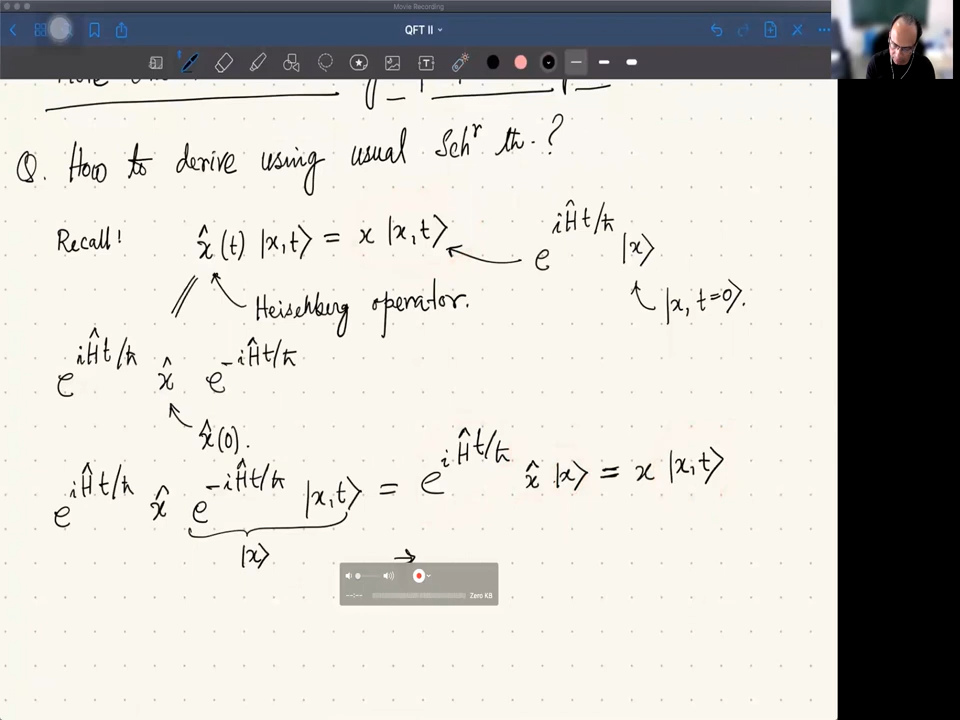 Movie Recording
QFT II
Q. How to derive using usual Schʳ th.?
Recall! x̂(t) |x,t⟩ = x |x,t⟩ e^{iĤt/ħ} |x⟩
Heisenberg operator. |x, t=0⟩.
e^{iĤt/ħ} x̂ e^{-iĤt/ħ}
x̂(0).
e^{iĤt/ħ} x̂ e^{-iĤt/ħ} |x,t⟩ = e^{iĤt/ħ} x̂ |x⟩ = x |x,t⟩
|x⟩
--:-- Zero KB